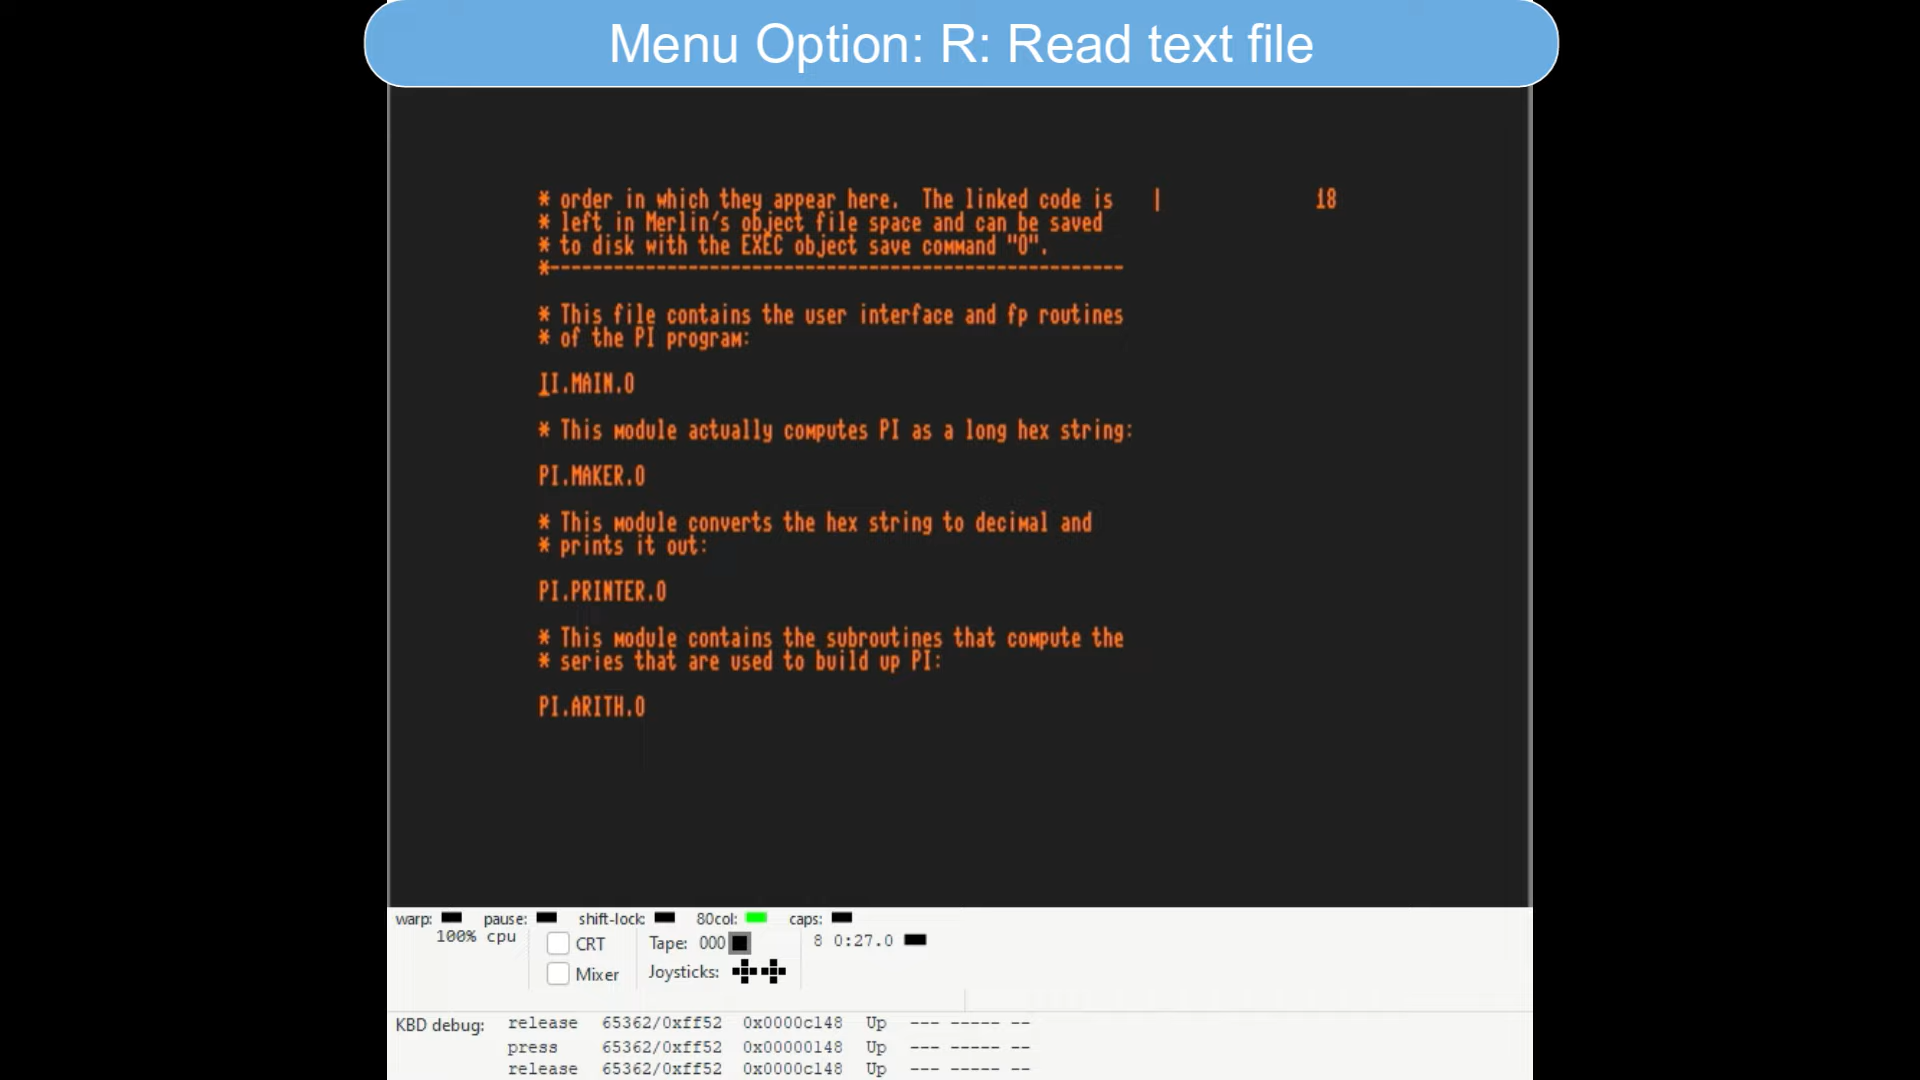 Menu Option: R: Read text file
* order in which they appear here.  The linked code is    |    18
* left in Merlin's object file space and can be saved
* to disk with the EXEC object save command "O".
*------------------------------------------------------
* This file contains the user interface and fp routines
* of the PI program:
II.MAIN.O
* This module actually computes PI as a long hex string:
PI.MAKER.O
* This module converts the hex string to decimal and
* prints it out:
PI.PRINTER.O
* This module contains the subroutines that compute the
* series that are used to build up PI:
PI.ARITH.O
warp: pause: shift-lock: 80col: caps:
100% cpu CRT Tape: 000 8 0:27.0
Mixer Joysticks:
KBD debug: release 65362/0xff52 0x0000c148 Up --- ----- --
press 65362/0xff52 0x00000148 Up --- ----- --
release 65362/0xff52 0x0000c148 Up --- ----- --